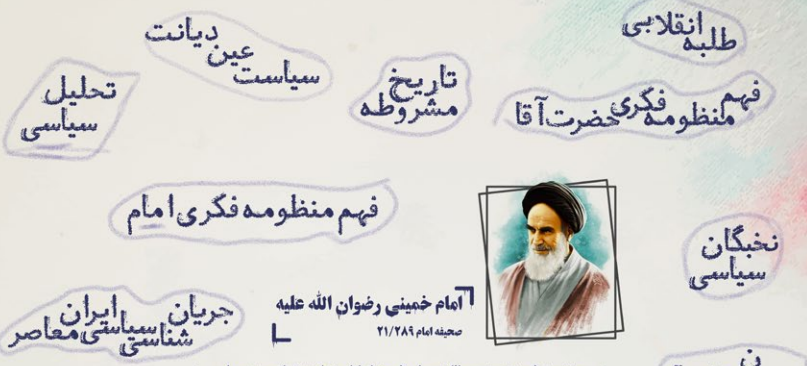 طلبه انقلابی
دیانت
عین
سیاست
تاریخ
مشروطه
فهم
منظومه فکری حضرت آقا
تحلیل
سیاسی
فهم منظومه فکری امام
نخبگان
سیاسی
امام خمینی رضوان الله علیه
صحیفه امام ۲۱/۲۸۹
جریان شناسی سیاسی ایران معاصر